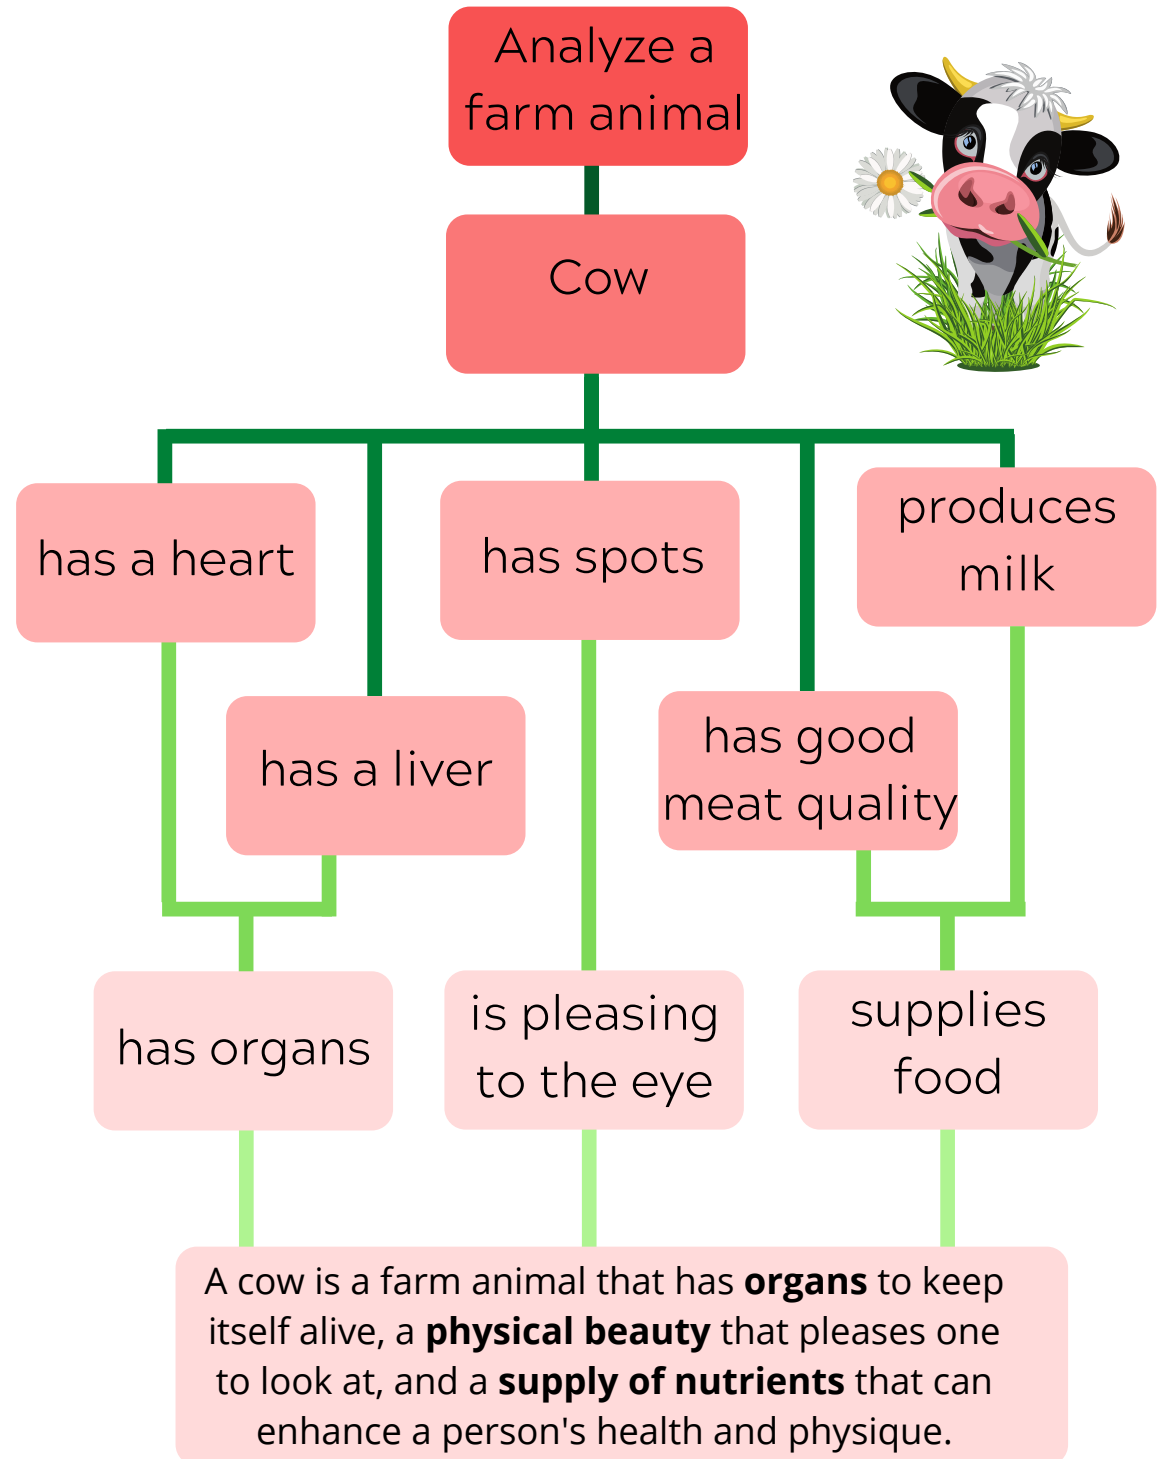 Analyze a
farm animal
Cow
has a heart
has spots
produces
milk
has a liver
has good
meat quality
has organs
is pleasing
to the eye
supplies
food
A cow is a farm animal that has organs to keep
itself alive, a physical beauty that pleases one
to look at, and a supply of nutrients that can
enhance a person's health and physique.